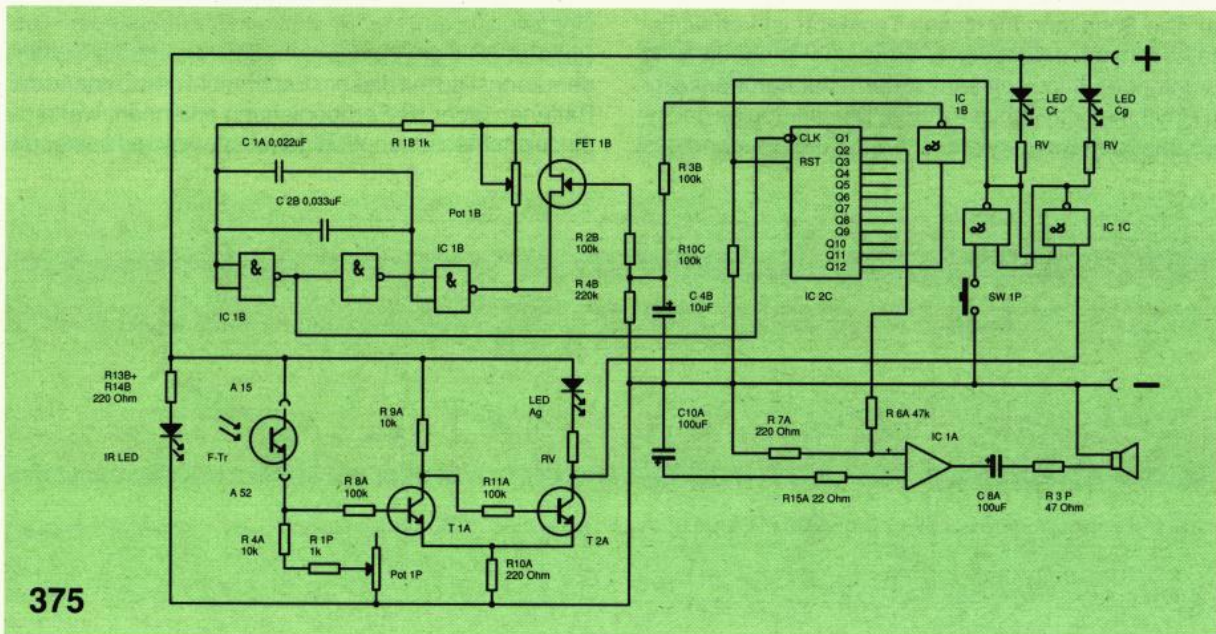 +
IC
1B
LED
Cr
LED
Cg
C 1A 0,022uF
R 1B 1k
FET 1B
CLK
RST
Q1
Q2
Q3
Q4
Q5
Q6
Q7
Q8
Q9
Q10
Q11
Q12
&
RV
RV
R 3B
100k
C 2B 0,033uF
Pot 1B
IC 1B
R 2B
100k
R10C
100k
&
&
IC 1C
&
&
&
R 4B
220k
C 4B
10uF
IC 2C
SW 1P
IC 1B
R13B+
R14B
220 Ohm
A 15
LED
Ag
−
R 9A
10k
C10A
100uF
R 7A
220 Ohm
R 6A 47k
IR LED
F-Tr
RV
+
IC 1A
A 52
R 8A
100k
R11A
100k
R15A 22 Ohm
C 8A
100uF
R 3 P
47 Ohm
T 1A
T 2A
R 4A
10k
R 1P
1k
Pot 1P
R10A
220 Ohm
375